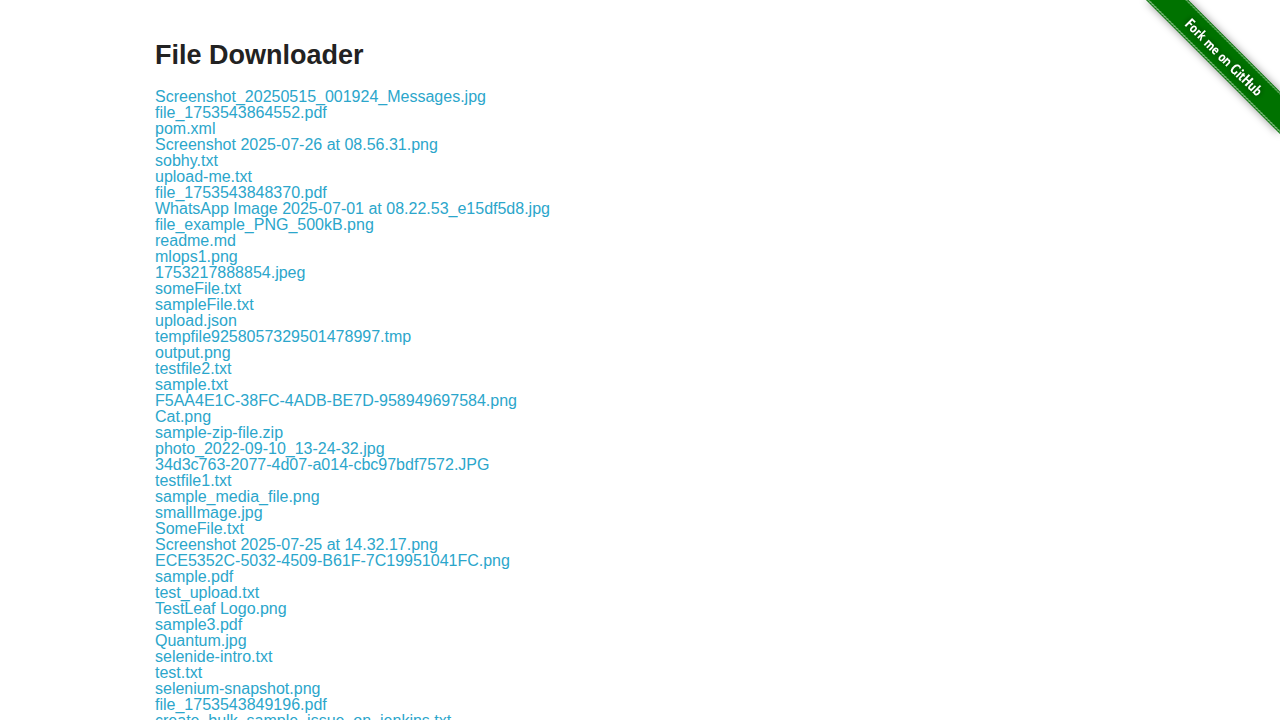 File Downloader
Fork me on GitHub
Screenshot_20250515_001924_Messages.jpg
file_1753543864552.pdf
pom.xml
Screenshot 2025-07-26 at 08.56.31.png
sobhy.txt
upload-me.txt
file_1753543848370.pdf
WhatsApp Image 2025-07-01 at 08.22.53_e15df5d8.jpg
file_example_PNG_500kB.png
readme.md
mlops1.png
1753217888854.jpeg
someFile.txt
sampleFile.txt
upload.json
tempfile9258057329501478997.tmp
output.png
testfile2.txt
sample.txt
F5AA4E1C-38FC-4ADB-BE7D-958949697584.png
Cat.png
sample-zip-file.zip
photo_2022-09-10_13-24-32.jpg
34d3c763-2077-4d07-a014-cbc97bdf7572.JPG
testfile1.txt
sample_media_file.png
smallImage.jpg
SomeFile.txt
Screenshot 2025-07-25 at 14.32.17.png
ECE5352C-5032-4509-B61F-7C19951041FC.png
sample.pdf
test_upload.txt
TestLeaf Logo.png
sample3.pdf
Quantum.jpg
selenide-intro.txt
test.txt
selenium-snapshot.png
file_1753543849196.pdf
create_bulk_sample_issue_on_jenkins.txt